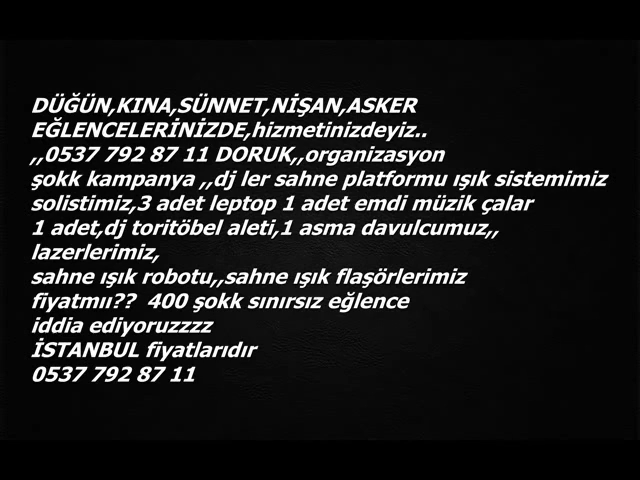 DÜĞÜN,KINA,SÜNNET,NİŞAN,ASKER
EĞLENCELERİNİZDE,hizmetinizdeyiz..
,,0537 792 87 11 DORUK,,organizasyon
şokk kampanya ,,dj ler sahne platformu ışık sistemimiz
solistimiz,3 adet leptop 1 adet emdi müzik çalar
1 adet,dj toritöbel aleti,1 asma davulcumuz,,
lazerlerimiz,
sahne ışık robotu,,sahne ışık flaşörlerimiz
fiyatmıı??  400 şokk sınırsız eğlence
iddia ediyoruzzzz
İSTANBUL fiyatlarıdır
0537 792 87 11